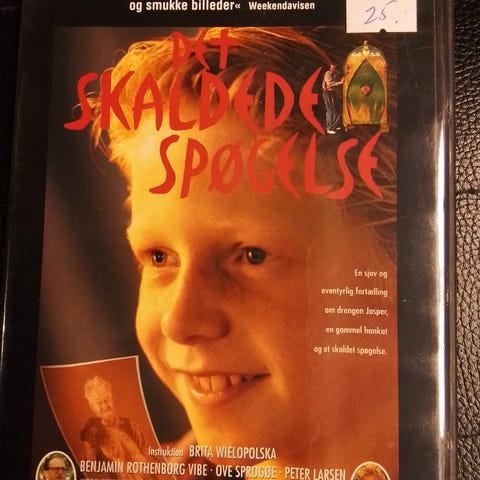 og smukke billeder« Weekendavisen
25.-
DET
SKALDEDE
SPØGELSE
En sjov og
eventyrlig fortælling
om drengen Jasper,
en gammel hankat
og et skaldet spøgelse.
Instruktion BRITA WIELOPOLSKA
BENJAMIN ROTHENBORG VIBE · OVE SPROGØE · PETER LARSEN